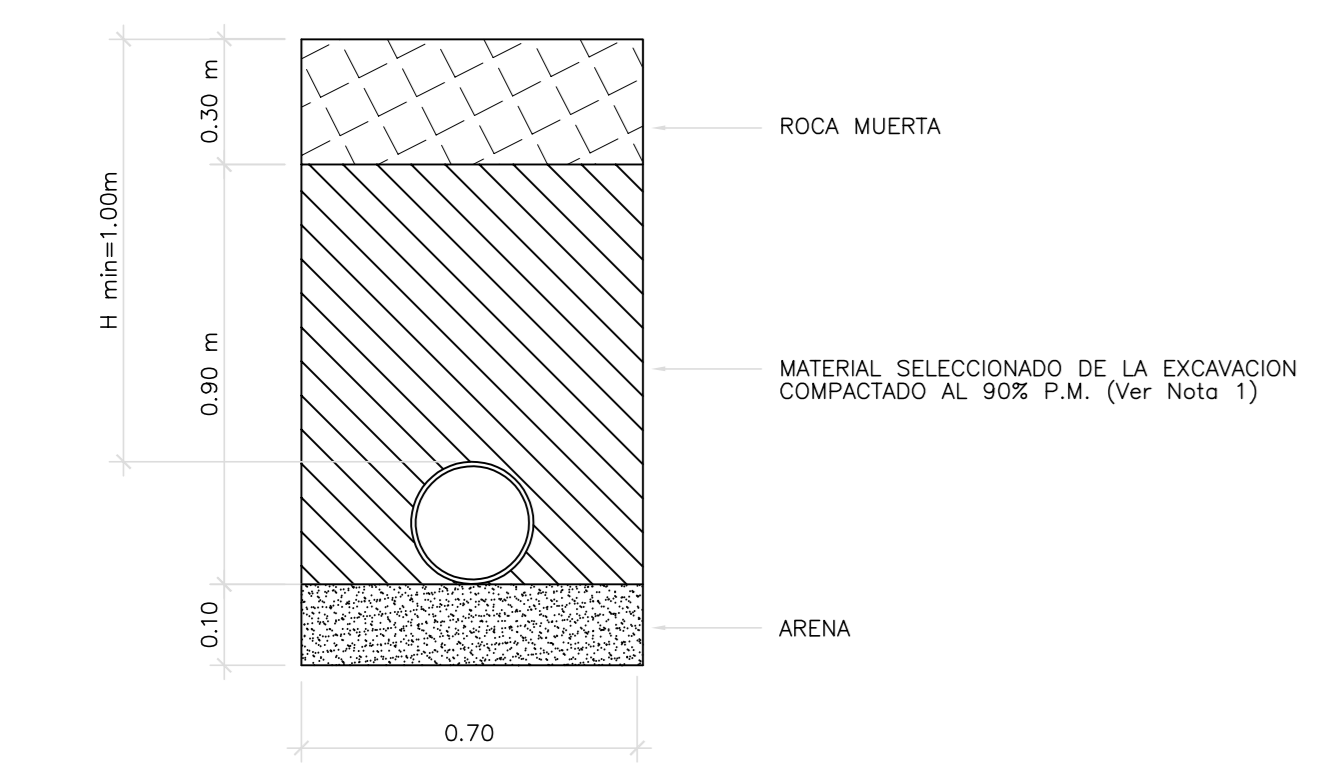 0.30 m
ROCA MUERTA
H min=1.00m
0.90 m
MATERIAL SELECCIONADO DE LA EXCAVACION
COMPACTADO AL 90% P.M. (Ver Nota 1)
0.10
ARENA
0.70